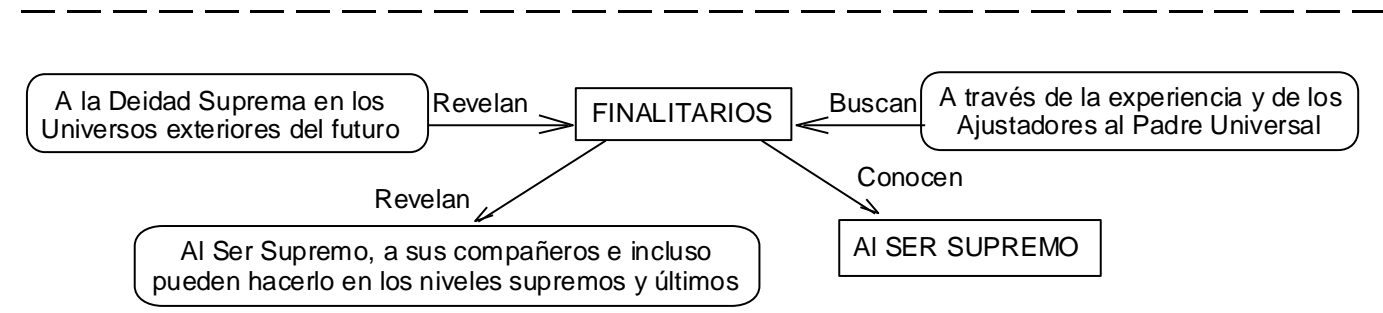 A la Deidad Suprema en los
Universos exteriores del futuro
Revelan
FINALITARIOS
Buscan
A través de la experiencia y de los
Ajustadores al Padre Universal
Revelan
Conocen
Al Ser Supremo, a sus compañeros e incluso
pueden hacerlo en los niveles supremos y últimos
Al SER SUPREMO